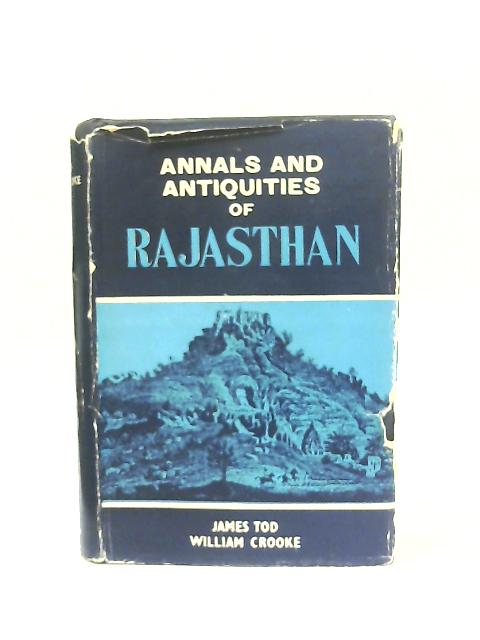 ANNALS AND
ANTIQUITIES
OF
RAJASTHAN
JAMES TOD
WILLIAM CROOKE